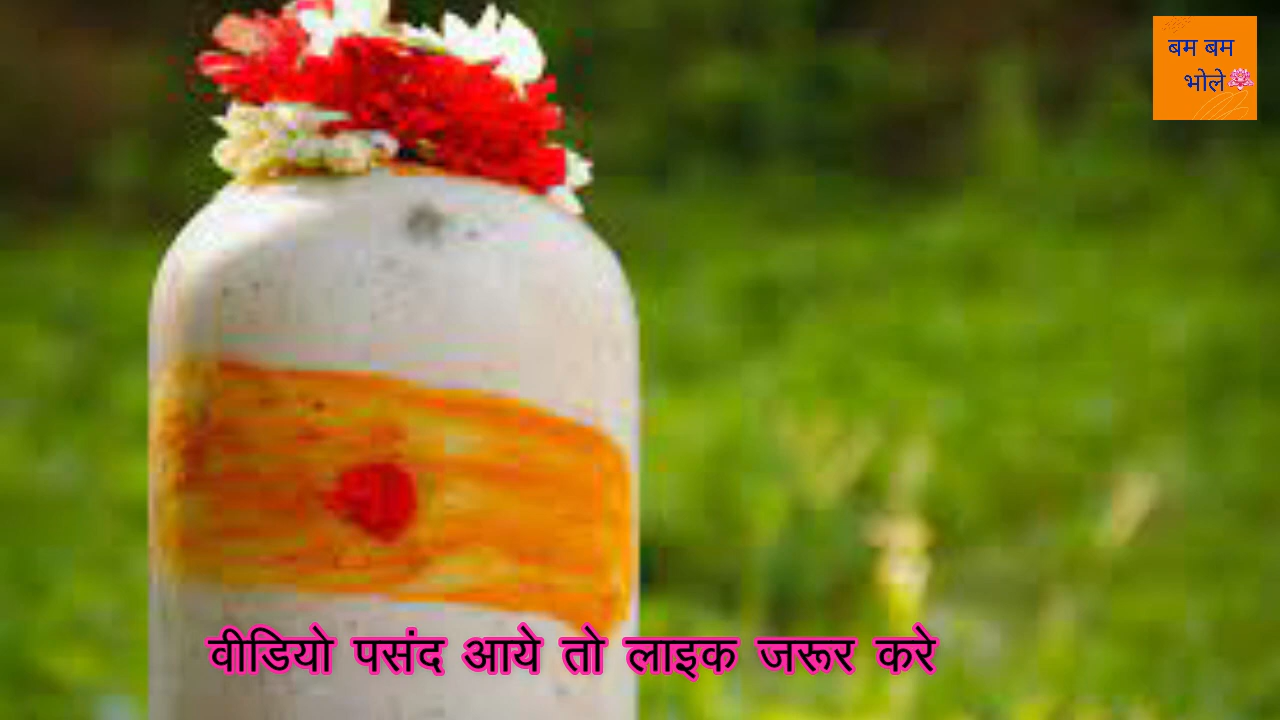 बम बम
भोले
वीडियो पसंद आये तो लाइक जरूर करे